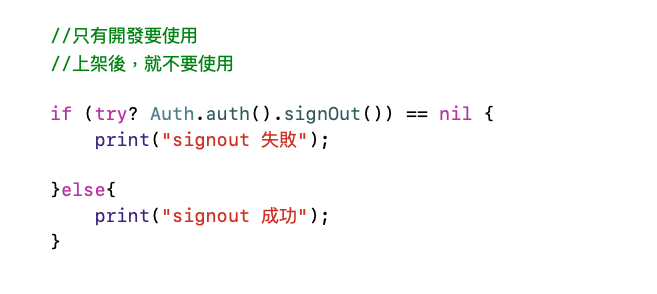 //只有開發要使用
//上架後，就不要使用
if (try? Auth.auth().signOut()) == nil {
print("signout 失敗");
}else{
print("signout 成功");
}